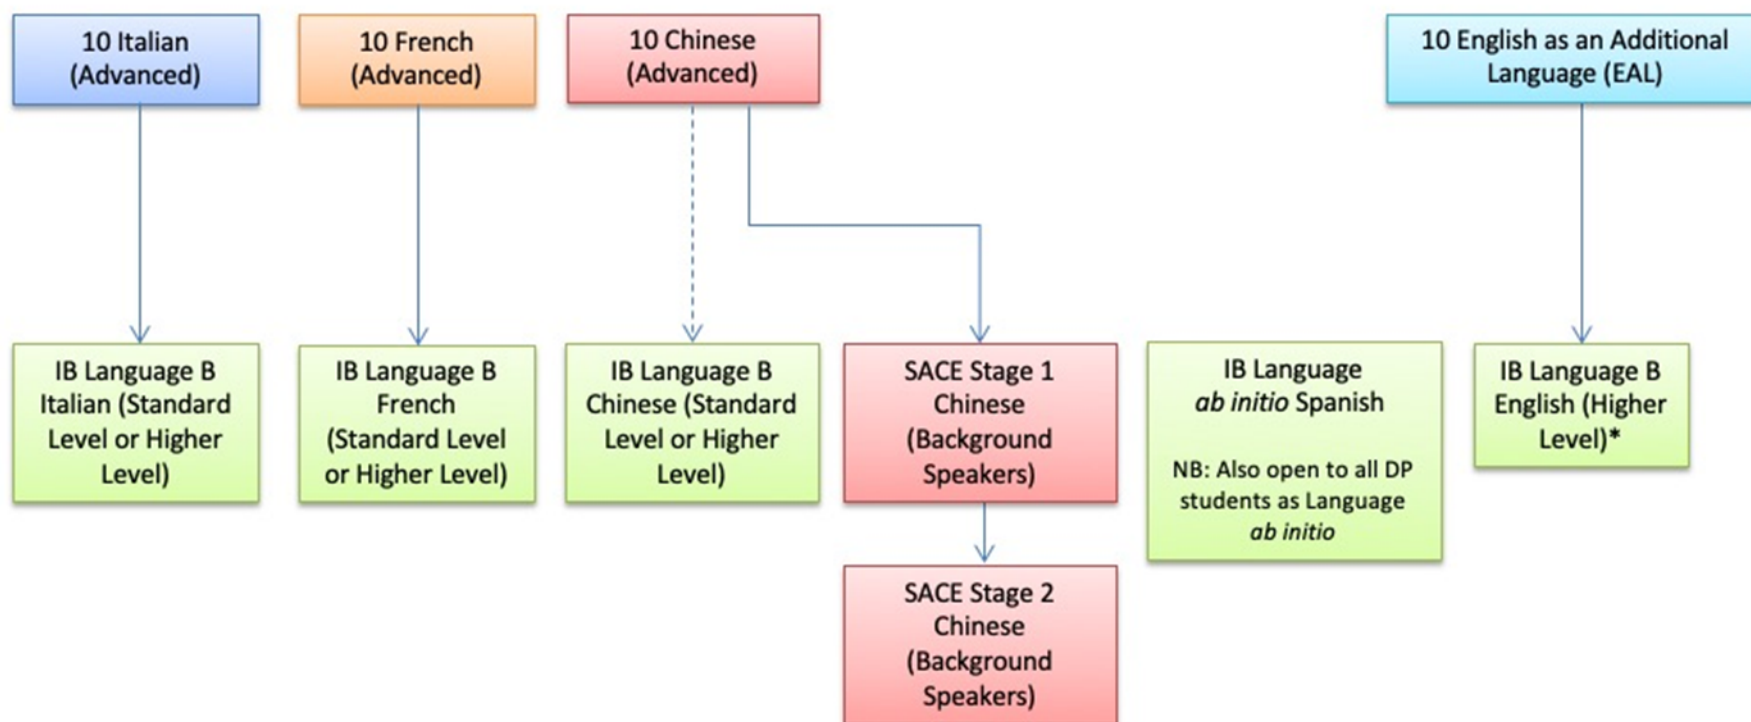 10 Italian
(Advanced)
10 French
(Advanced)
10 Chinese
(Advanced)
10 English as an Additional
Language (EAL)
IB Language B
Italian (Standard
Level or Higher
Level)
IB Language B
French
(Standard Level
or Higher Level)
IB Language B
Chinese (Standard
Level or Higher
Level)
SACE Stage 1
Chinese
(Background
Speakers)
IB Language
ab initio Spanish
NB: Also open to all DP
students as Language
ab initio
IB Language B
English (Higher
Level)*
SACE Stage 2
Chinese
(Background
Speakers)